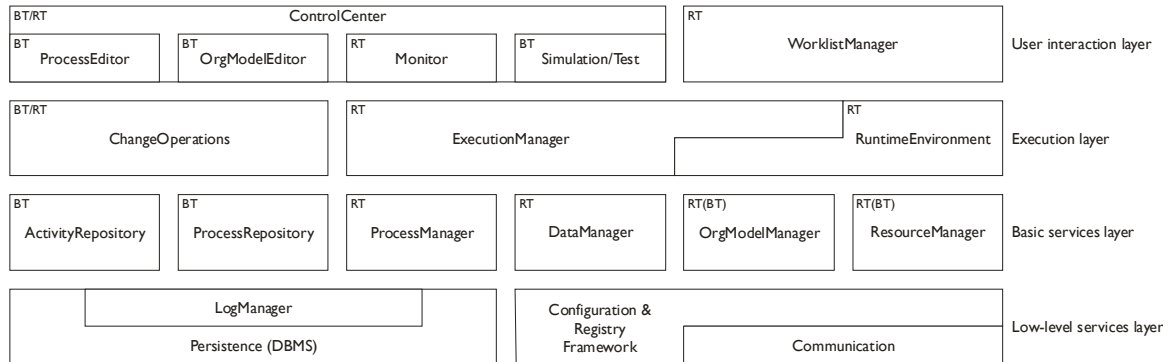 BT/RT
ControlCenter
RT
BT
ProcessEditor
BT
OrgModelEditor
RT
Monitor
BT
Simulation/Test
WorklistManager
User interaction layer
BT/RT
ChangeOperations
RT
ExecutionManager
RT
RuntimeEnvironment
Execution layer
BT
ActivityRepository
BT
ProcessRepository
RT
ProcessManager
RT
DataManager
RT(BT)
OrgModelManager
RT(BT)
ResourceManager
Basic services layer
LogManager
Persistence (DBMS)
Configuration &
Registry
Framework
Communication
Low-level services layer